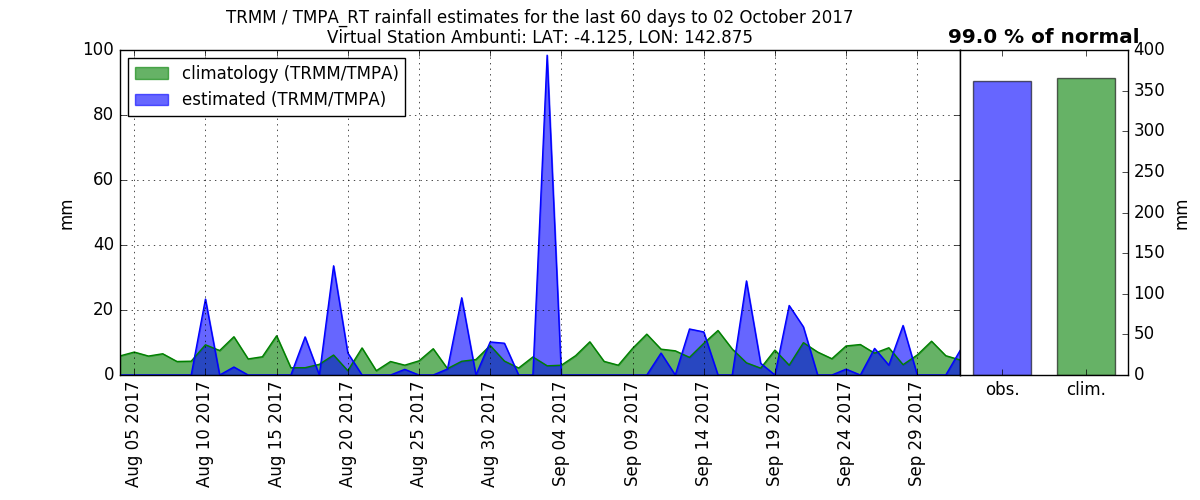 TRMM / TMPA_RT rainfall estimates for the last 60 days to 02 October 2017
Virtual Station Ambunti: LAT: -4.125, LON: 142.875
99.0 % of normal
climatology (TRMM/TMPA)
estimated (TRMM/TMPA)
100
80
60
40
20
0
mm
400
350
300
250
200
150
100
50
0
mm
Aug 05 2017
Aug 10 2017
Aug 15 2017
Aug 20 2017
Aug 25 2017
Aug 30 2017
Sep 04 2017
Sep 09 2017
Sep 14 2017
Sep 19 2017
Sep 24 2017
Sep 29 2017
obs.
clim.